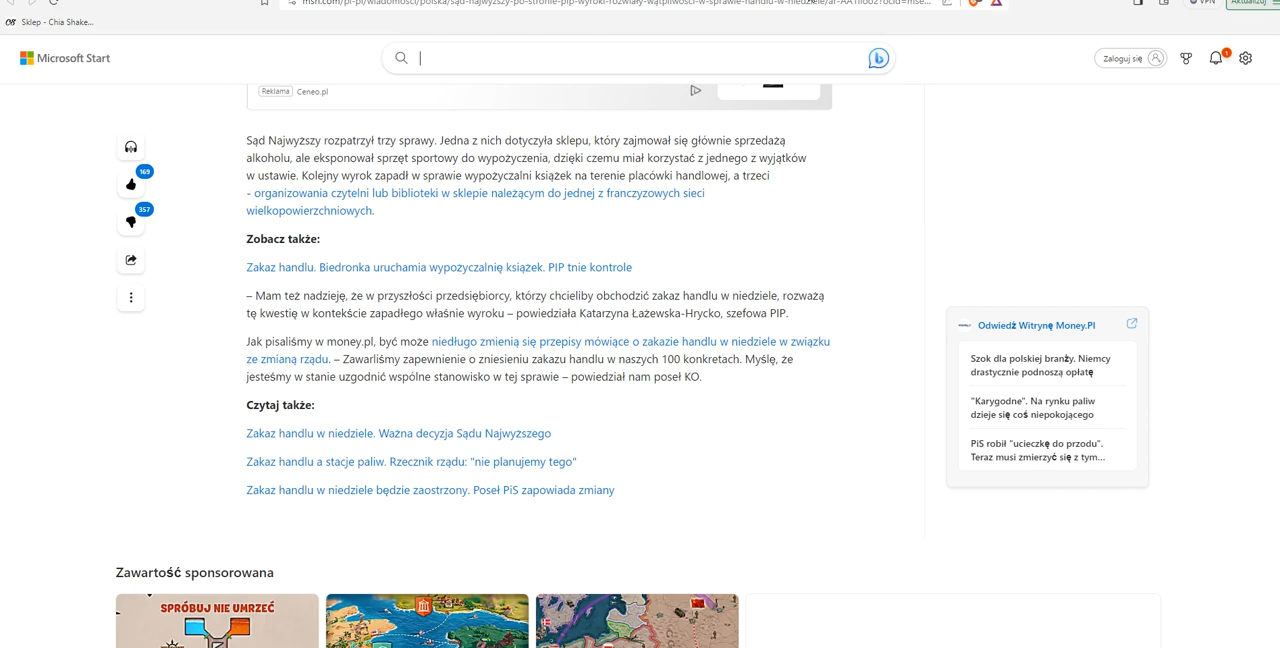 Sklep - Chia Shake...
VPN
Aktualizuj
Microsoft Start
Zaloguj się
1
Reklama Ceneo.pl
Sąd Najwyższy rozpatrzył trzy sprawy. Jedna z nich dotyczyła sklepu, który zajmował się głównie sprzedażą
alkoholu, ale eksponował sprzęt sportowy do wypożyczenia, dzięki czemu miał korzystać z jednego z wyjątków
w ustawie. Kolejny wyrok zapadł w sprawie wypożyczalni książek na terenie placówki handlowej, a trzeci
- organizowania czytelni lub biblioteki w sklepie należącym do jednej z franczyzowych sieci
wielkopowierzchniowych.
169
357
Zobacz także:
Zakaz handlu. Biedronka uruchamia wypożyczalnię książek. PIP tnie kontrole
– Mam też nadzieję, że w przyszłości przedsiębiorcy, którzy chcieliby obchodzić zakaz handlu w niedziele, rozważą
tę kwestię w kontekście zapadłego właśnie wyroku – powiedziała Katarzyna Łażewska-Hrycko, szefowa PIP.
Jak pisaliśmy w money.pl, być może niedługo zmienią się przepisy mówiące o zakazie handlu w niedziele w związku
ze zmianą rządu. – Zawarliśmy zapewnienie o zniesieniu zakazu handlu w naszych 100 konkretach. Myślę, że
jesteśmy w stanie uzgodnić wspólne stanowisko w tej sprawie – powiedział nam poseł KO.
Czytaj także:
Zakaz handlu w niedziele. Ważna decyzja Sądu Najwyższego
Zakaz handlu a stacje paliw. Rzecznik rządu: "nie planujemy tego"
Zakaz handlu w niedziele będzie zaostrzony. Poseł PiS zapowiada zmiany
Odwiedź Witrynę Money.Pl
Szok dla polskiej branży. Niemcy
drastycznie podnoszą opłatę
"Karygodne". Na rynku paliw
dzieje się coś niepokojącego
PiS robił "ucieczkę do przodu".
Teraz musi zmierzyć się z tym...
Zawartość sponsorowana
SPRÓBUJ NIE UMRZEĆ